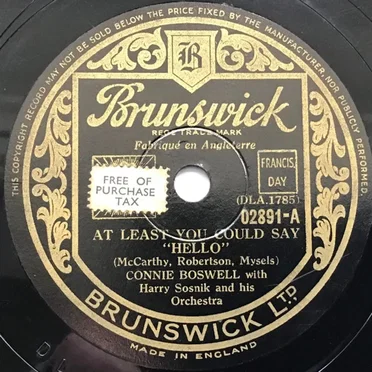 THIS COPYRIGHT RECORD MAY NOT BE SOLD BELOW THE PRICE FIXED BY THE MANUFACTURER, NOR PUBLICLY PERFORMED.
B
Brunswick
REGD TRADE MARK
Fabriqué en Angleterre
FREE OF
PURCHASE
TAX
FRANCIS,
DAY
(DLA.1785)
02891-A
AT LEAST YOU COULD SAY
"HELLO"
(McCarthy, Robertson, Mysels)
CONNIE BOSWELL with
Harry Sosnik and his
Orchestra
BRUNSWICK LTD.
MADE IN ENGLAND